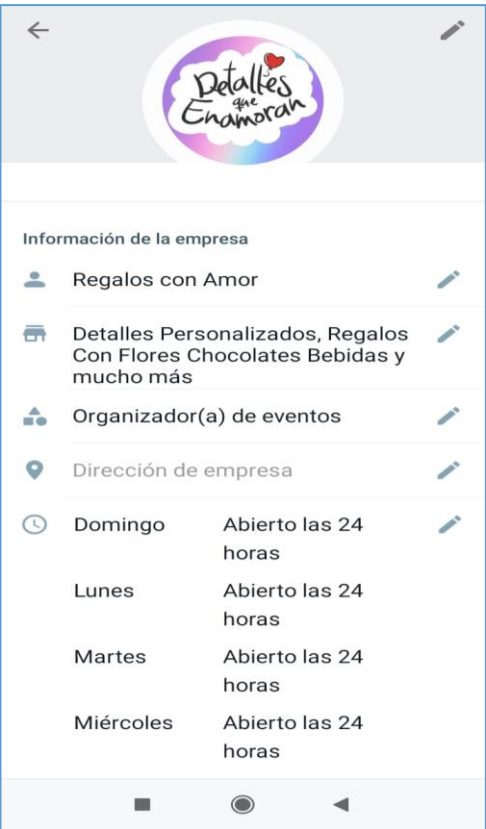 Detalles
que
Enamoran
Información de la empresa
Regalos con Amor
Detalles Personalizados, Regalos
Con Flores Chocolates Bebidas y
mucho más
Organizador(a) de eventos
Dirección de empresa
Domingo Abierto las 24
horas
Lunes Abierto las 24
horas
Martes Abierto las 24
horas
Miércoles Abierto las 24
horas